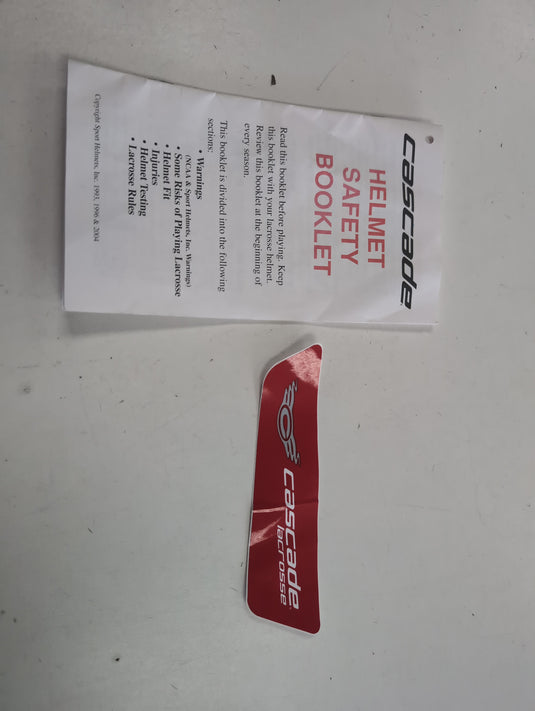 cascade
HELMET
SAFETY
BOOKLET
Read this booklet before playing. Keep
this booklet with your lacrosse helmet.
Review this booklet at the beginning of
every season.
This booklet is divided into the following
sections:
• Warnings
(NCAA & Sport Helmets, Inc. Warnings)
• Some Risks of Playing Lacrosse
• Helmet Fit
• Injuries
• Helmet Testing
• Lacrosse Rules
Copyright Sport Helmets, Inc. 1993, 1996 & 2004
cascade
lacrosse